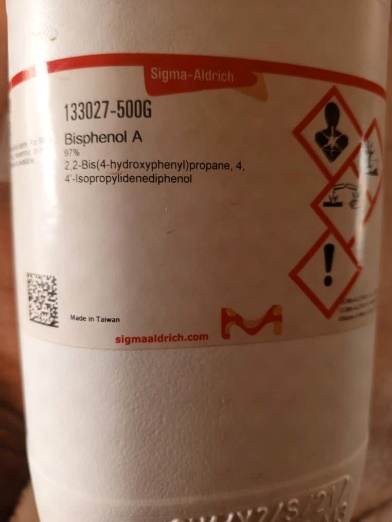 Sigma-Aldrich
133027-500G
Bisphenol A
97%
2,2-Bis(4-hydroxyphenyl)propane, 4,
4'-Isopropylidenediphenol
Made in Taiwan
sigmaaldrich.com